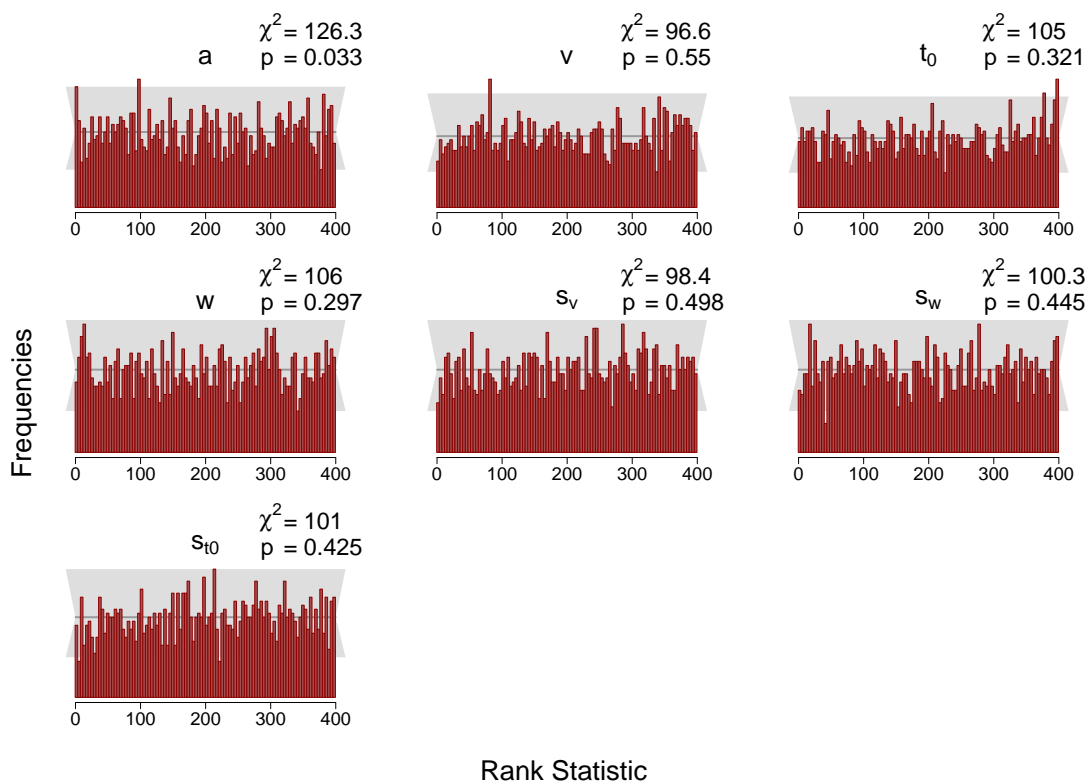 a
χ² = 126.3
p = 0.033
0 100 200 300 400
v
χ² = 96.6
p = 0.55
0 100 200 300 400
t₀
χ² = 105
p = 0.321
0 100 200 300 400
w
χ² = 106
p = 0.297
0 100 200 300 400
sᵥ
χ² = 98.4
p = 0.498
0 100 200 300 400
s_w
χ² = 100.3
p = 0.445
0 100 200 300 400
s_t0
χ² = 101
p = 0.425
0 100 200 300 400
Frequencies
Rank Statistic